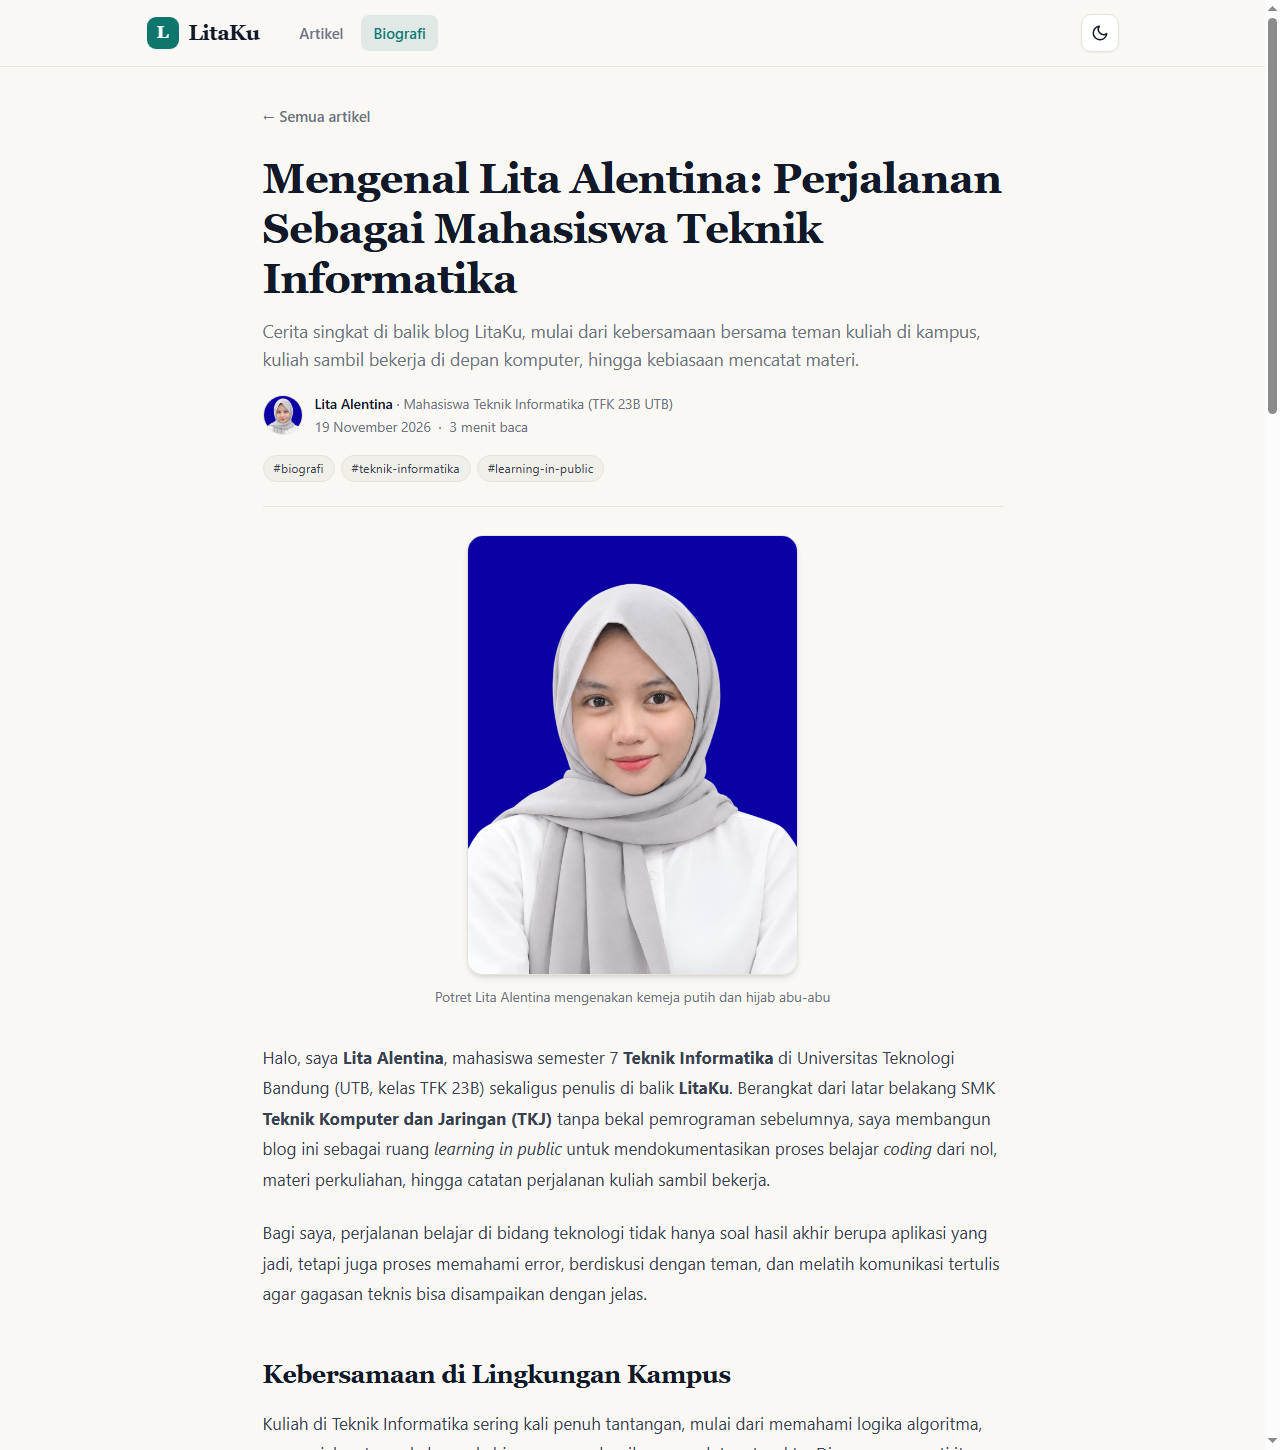 L LitaKu Artikel Biografi
← Semua artikel
Mengenal Lita Alentina: Perjalanan
Sebagai Mahasiswa Teknik
Informatika
Cerita singkat di balik blog LitaKu, mulai dari kebersamaan bersama teman kuliah di kampus,
kuliah sambil bekerja di depan komputer, hingga kebiasaan mencatat materi.
Lita Alentina · Mahasiswa Teknik Informatika (TFK 23B UTB)
19 November 2026 · 3 menit baca
#biografi #teknik-informatika #learning-in-public
Potret Lita Alentina mengenakan kemeja putih dan hijab abu-abu
Halo, saya Lita Alentina, mahasiswa semester 7 Teknik Informatika di Universitas Teknologi
Bandung (UTB, kelas TFK 23B) sekaligus penulis di balik LitaKu. Berangkat dari latar belakang SMK
Teknik Komputer dan Jaringan (TKJ) tanpa bekal pemrograman sebelumnya, saya membangun
blog ini sebagai ruang learning in public untuk mendokumentasikan proses belajar coding dari nol,
materi perkuliahan, hingga catatan perjalanan kuliah sambil bekerja.
Bagi saya, perjalanan belajar di bidang teknologi tidak hanya soal hasil akhir berupa aplikasi yang
jadi, tetapi juga proses memahami error, berdiskusi dengan teman, dan melatih komunikasi tertulis
agar gagasan teknis bisa disampaikan dengan jelas.
Kebersamaan di Lingkungan Kampus
Kuliah di Teknik Informatika sering kali penuh tantangan, mulai dari memahami logika algoritma,